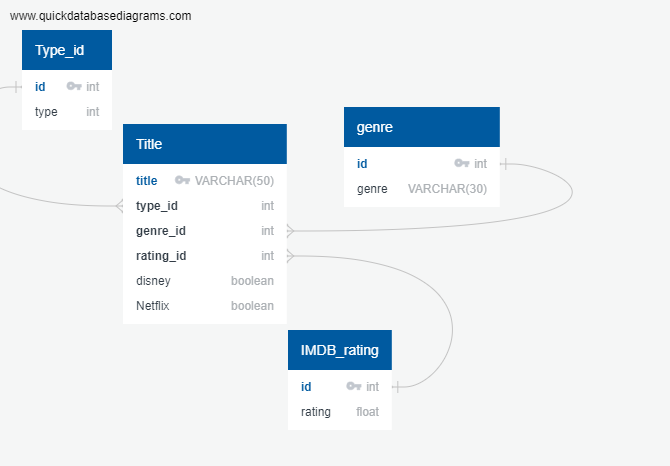 www.quickdatabasediagrams.com
Type_id
id int
type int
Title
title VARCHAR(50)
type_id int
genre_id int
rating_id int
disney boolean
Netflix boolean
genre
id int
genre VARCHAR(30)
IMDB_rating
id int
rating float